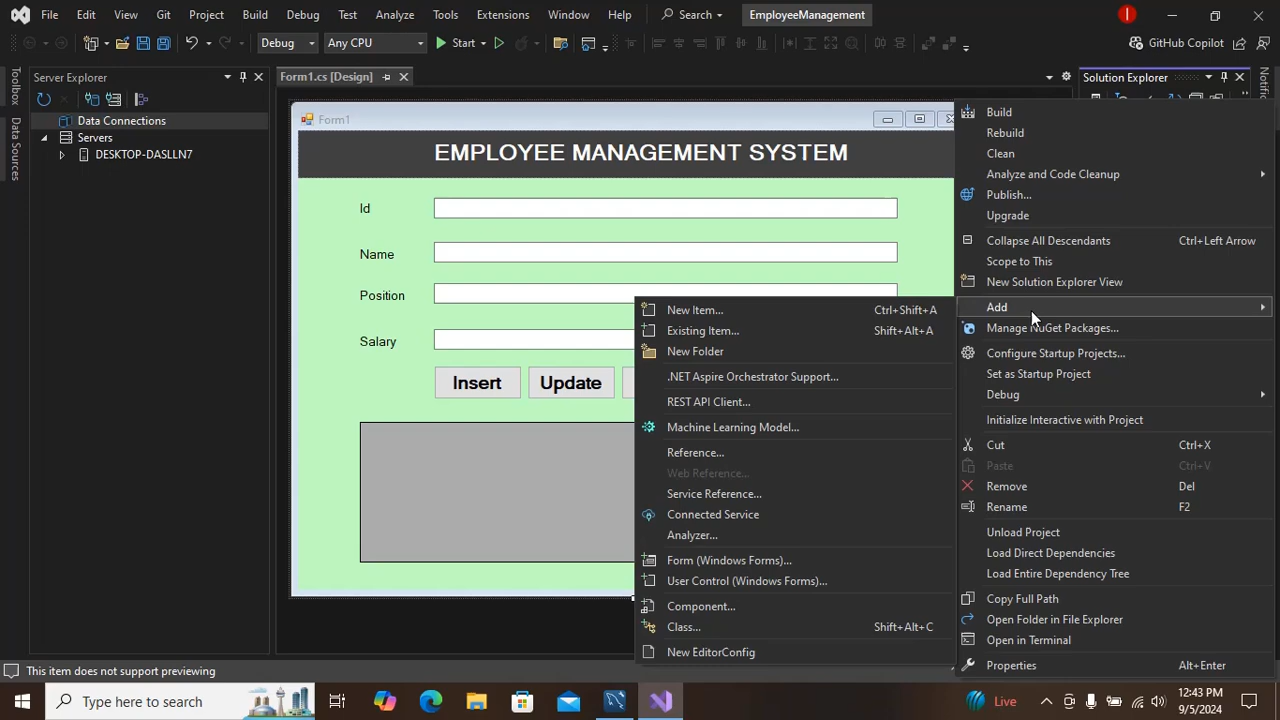 File Edit View Git Project Build Debug Test Analyze Tools Extensions Window Help Search EmployeeManagement
Debug Any CPU Start GitHub Copilot
Server Explorer
Form1.cs [Design]
Solution Explorer
Toolbox
Data Sources
Data Connections
Servers
DESKTOP-DASLLN7
Form1
EMPLOYEE MANAGEMENT SYSTEM
Id
Name
Position
Salary
Insert Update
Build
Rebuild
Clean
Analyze and Code Cleanup
Publish...
Upgrade
Collapse All Descendants Ctrl+Left Arrow
Scope to This
New Solution Explorer View
Add
Manage NuGet Packages...
Configure Startup Projects...
Set as Startup Project
Debug
Initialize Interactive with Project
Cut Ctrl+X
Paste Ctrl+V
Remove Del
Rename F2
Unload Project
Load Direct Dependencies
Load Entire Dependency Tree
Copy Full Path
Open Folder in File Explorer
Open in Terminal
Properties Alt+Enter
New Item... Ctrl+Shift+A
Existing Item... Shift+Alt+A
New Folder
.NET Aspire Orchestrator Support...
REST API Client...
Machine Learning Model...
Reference...
Web Reference...
Service Reference...
Connected Service
Analyzer...
Form (Windows Forms)...
User Control (Windows Forms)...
Component...
Class... Shift+Alt+C
New EditorConfig
This item does not support previewing
Type here to search
Live
12:43 PM
9/5/2024